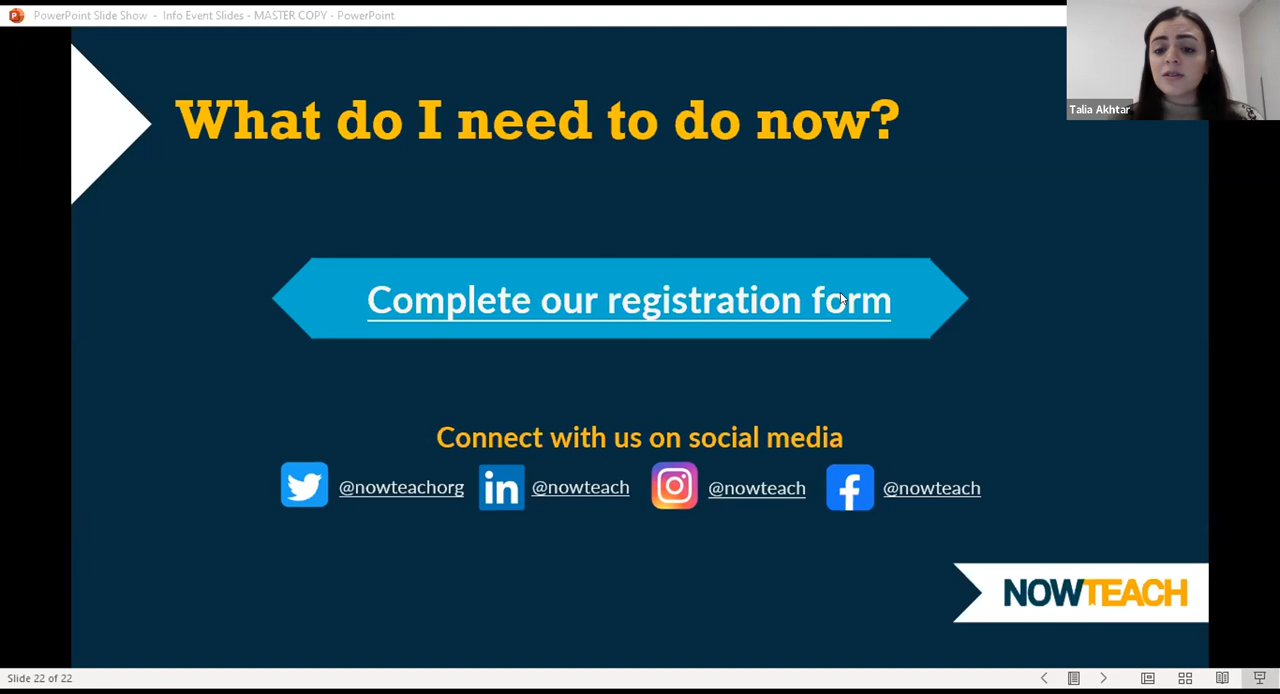 PowerPoint Slide Show - Info Event Slides - MASTER COPY - PowerPoint
Talia Akhtar
What do I need to do now?
Complete our registration form
Connect with us on social media
@nowteachorg in @nowteach @nowteach f @nowteach
NOWTEACH
Slide 22 of 22